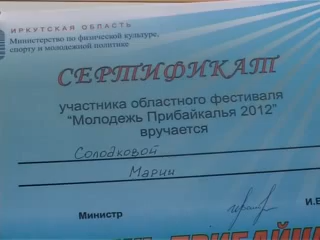 ИРКУТСКАЯ ОБЛАСТЬ
Министерство по физической культуре,
спорту и молодежной политике
СЕРТИФИКАТ
участника областного фестиваля
"Молодежь Прибайкалья 2012"
вручается
Солодковой
Марии
Министр
И.В